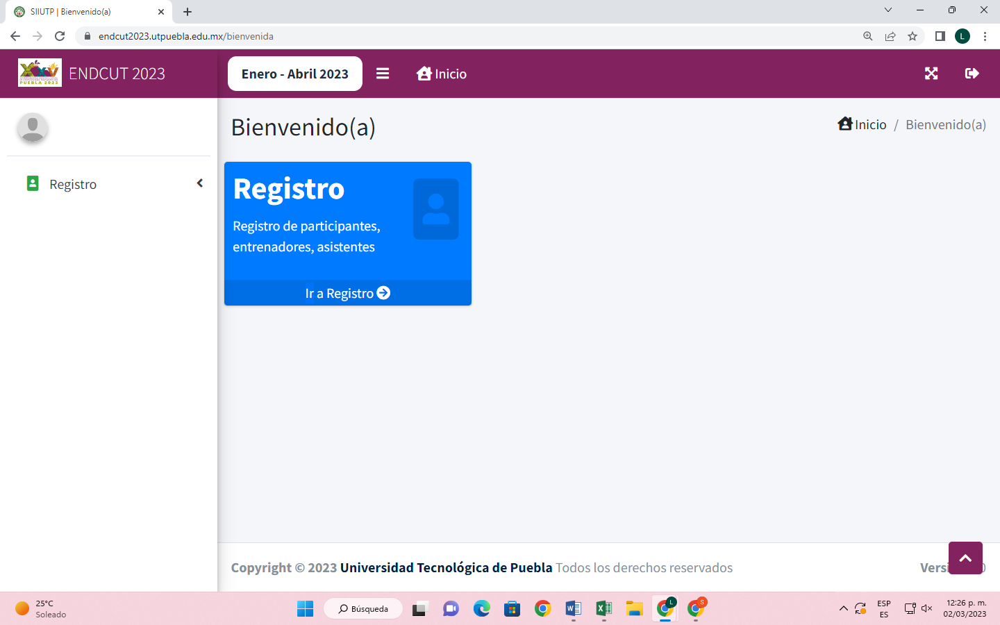 SIIUTP | Bienvenido(a)
endcut2023.utpuebla.edu.mx/bienvenida
L
PUEBLA 2023
ENDCUT 2023
Enero - Abril 2023
Inicio
Bienvenido(a)
Inicio / Bienvenido(a)
Registro
Registro
Registro de participantes,
entrenadores, asistentes
Ir a Registro
Copyright © 2023 Universidad Tecnológica de Puebla Todos los derechos reservados
25°C
Soleado
Búsqueda
L
S
ESP
ES
12:26 p. m.
02/03/2023